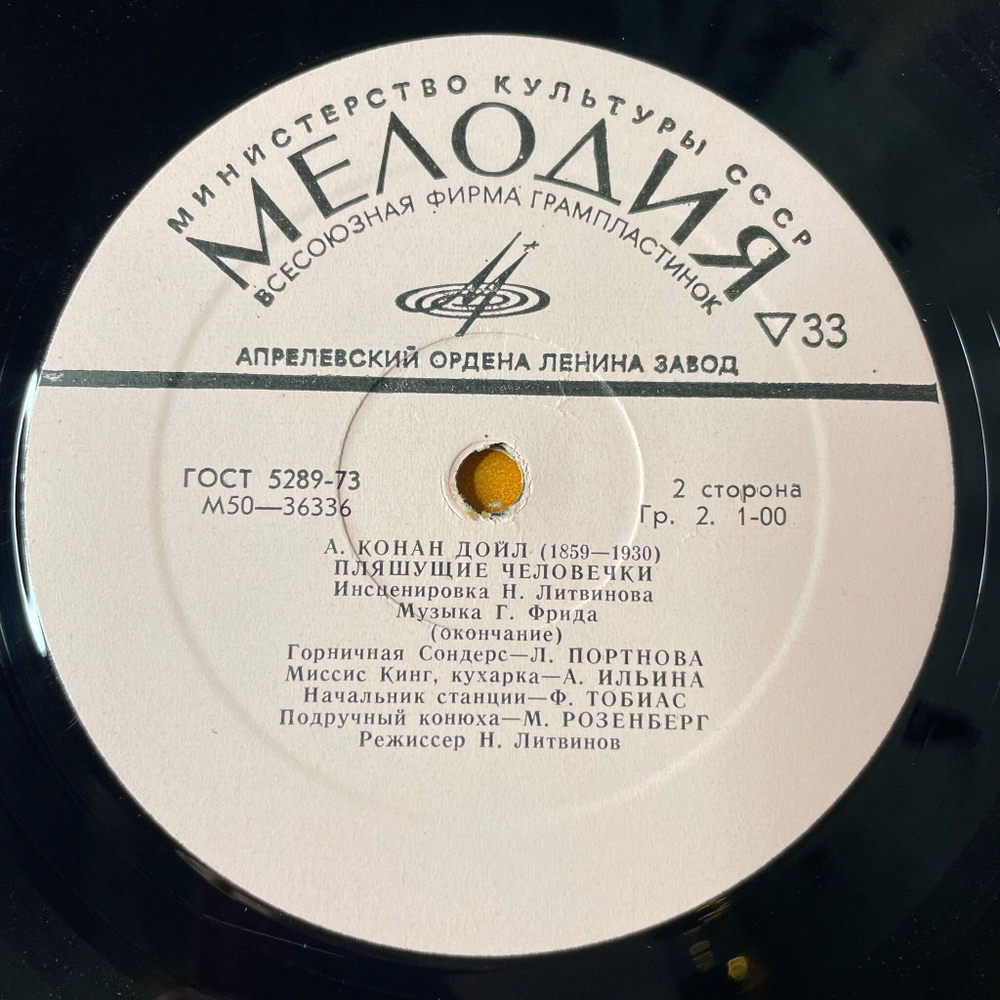 МИНИСТЕРСТВО КУЛЬТУРЫ СССР
МЕЛОДИЯ
ВСЕСОЮЗНАЯ ФИРМА ГРАМПЛАСТИНОК
▽33
АПРЕЛЕВСКИЙ ОРДЕНА ЛЕНИНА ЗАВОД
ГОСТ 5289-73
М50—36336
2 сторона
Гр. 2. 1-00
А. КОНАН ДОЙЛ (1859—1930)
ПЛЯШУЩИЕ ЧЕЛОВЕЧКИ
Инсценировка Н. Литвинова
Музыка Г. Фрида
(окончание)
Горничная Сондерс—Л. ПОРТНОВА
Миссис Кинг, кухарка—А. ИЛЬИНА
Начальник станции—Ф. ТОБИАС
Подручный конюха—М. РОЗЕНБЕРГ
Режиссер Н. Литвинов